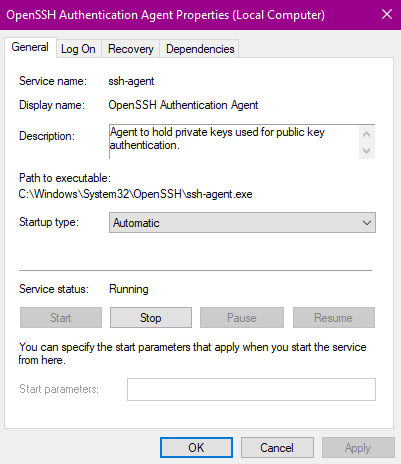 OpenSSH Authentication Agent Properties (Local Computer)
General Log On Recovery Dependencies
Service name: ssh-agent
Display name: OpenSSH Authentication Agent
Description: Agent to hold private keys used for public key
authentication.
Path to executable:
C:\Windows\System32\OpenSSH\ssh-agent.exe
Startup type: Automatic
Service status: Running
Start Stop Pause Resume
You can specify the start parameters that apply when you start the service
from here.
Start parameters:
OK Cancel Apply